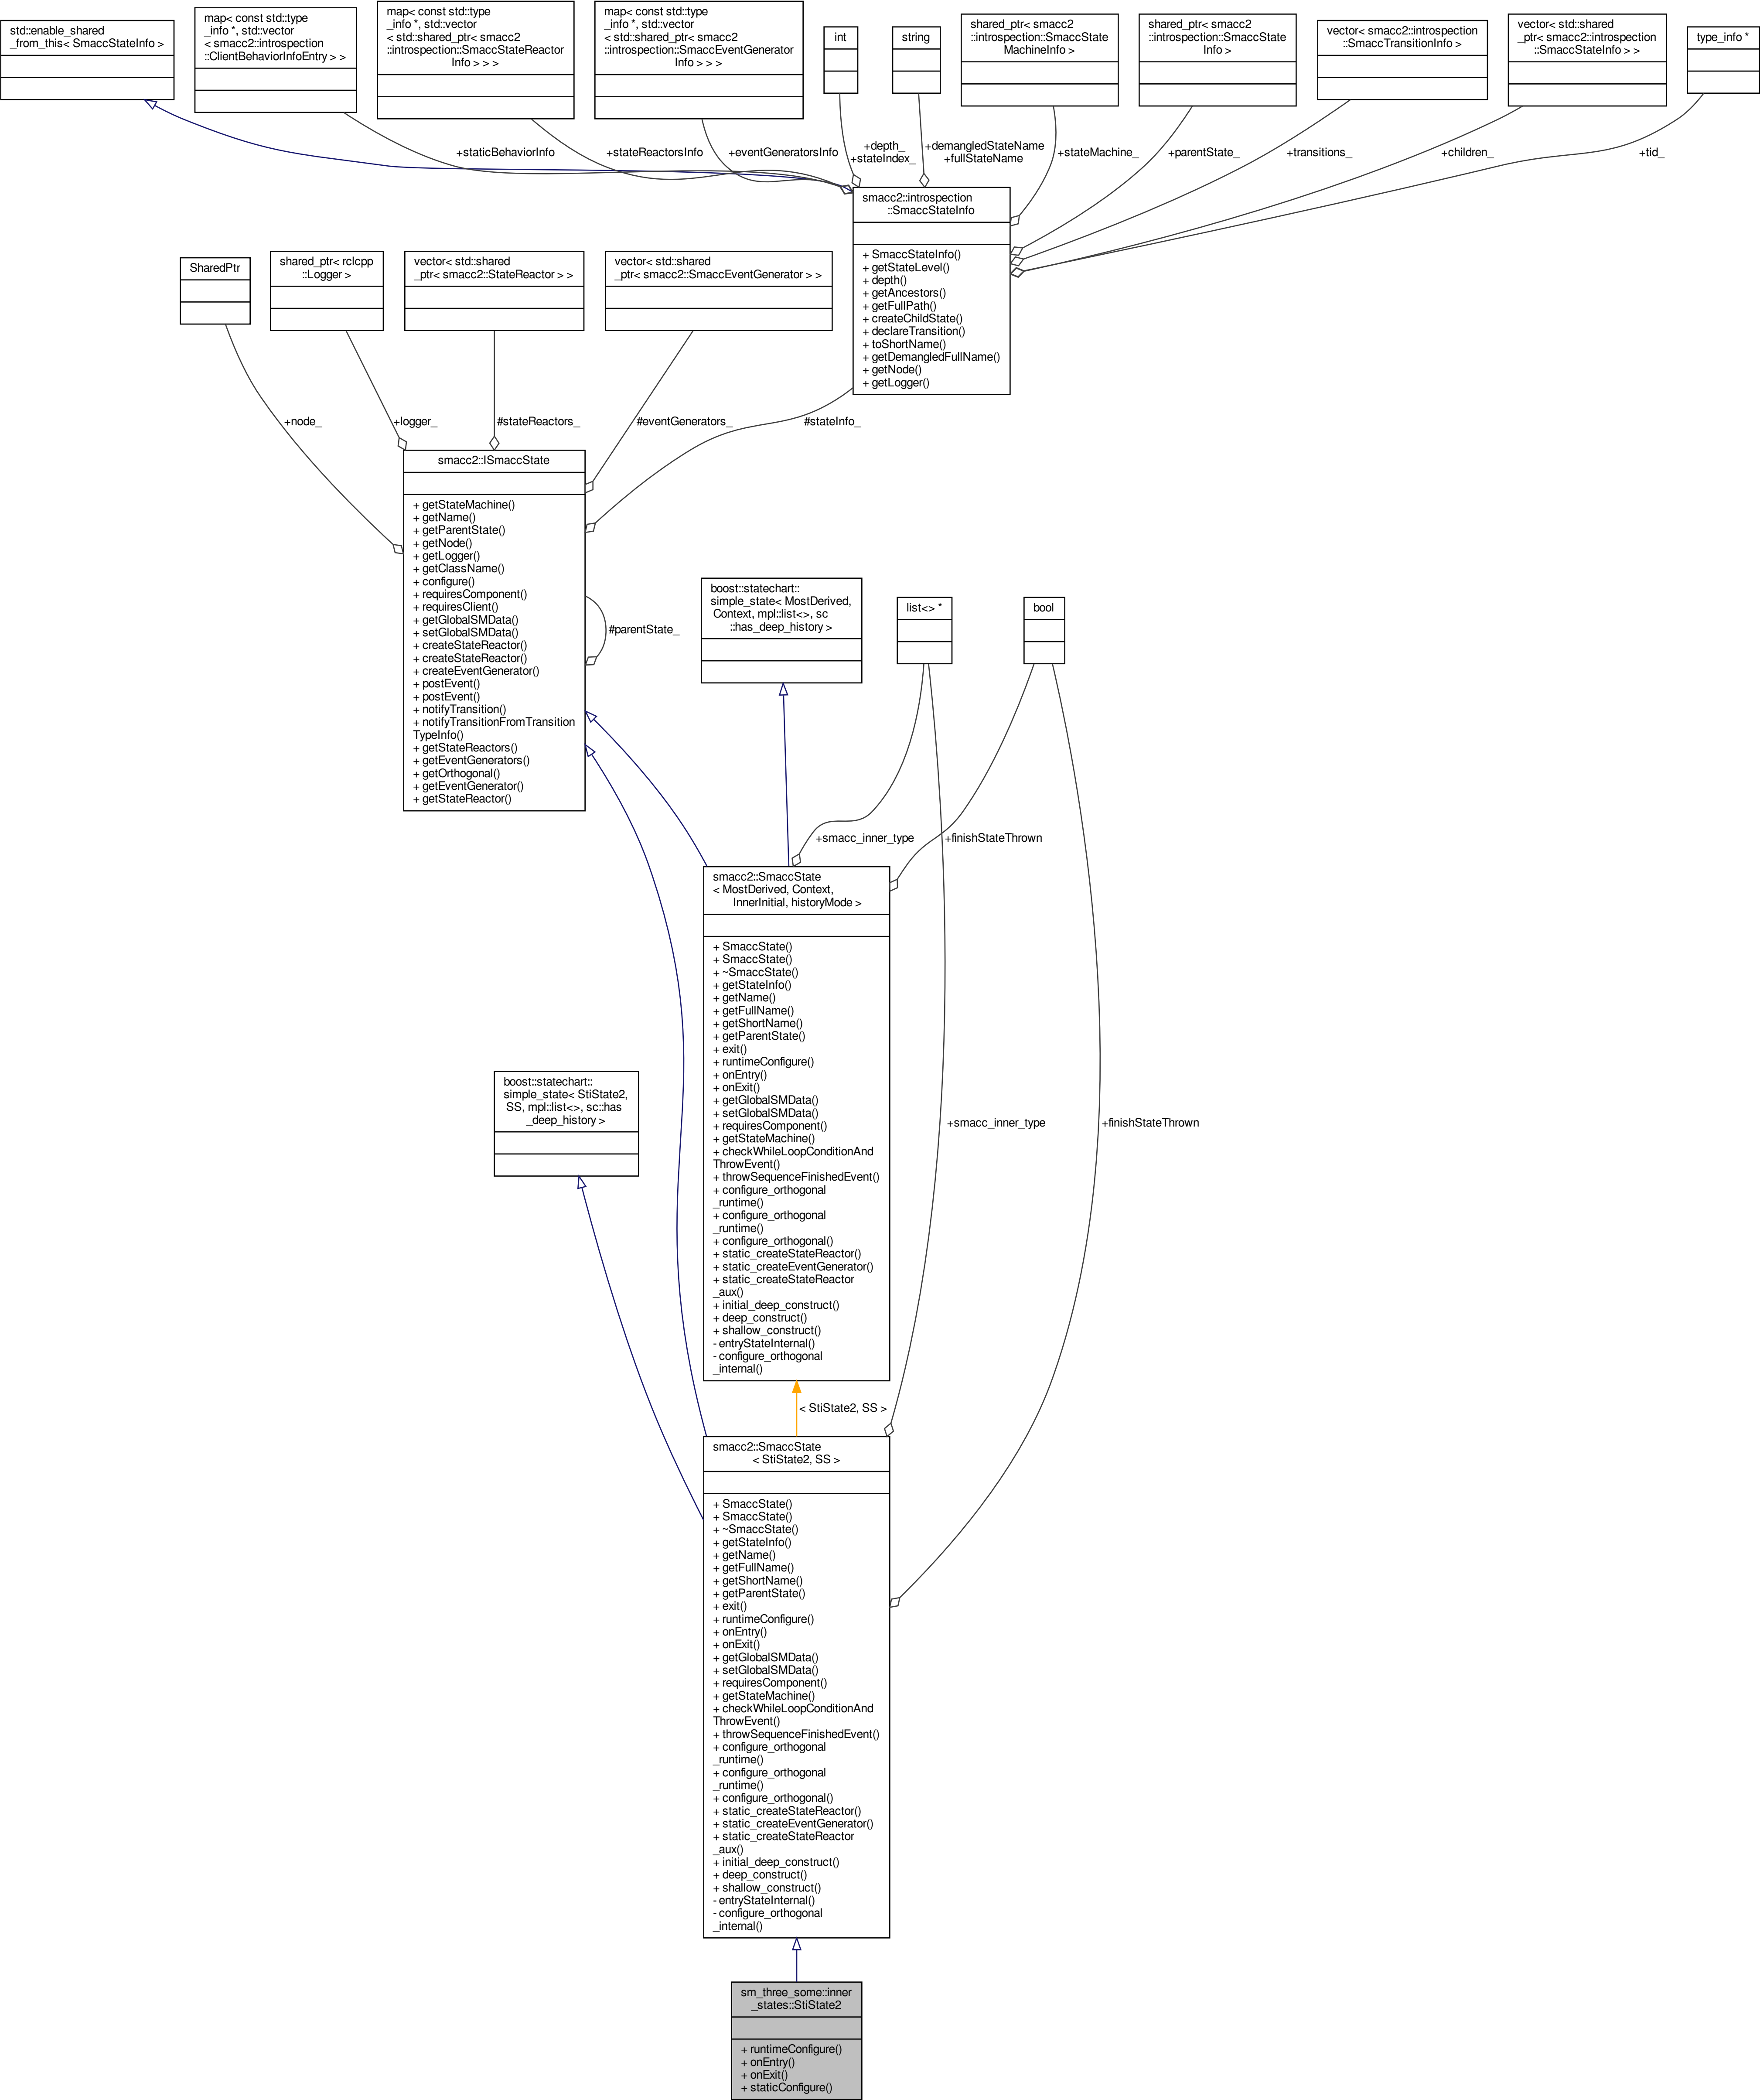 std::enable_shared
_from_this< SmaccStateInfo >
map< const std::type
_info *, std::vector
< smacc2::introspection
::ClientBehaviorInfoEntry > >
map< const std::type
_info *, std::vector
< std::shared_ptr< smacc2
::introspection::SmaccStateReactor
Info > > >
map< const std::type
_info *, std::vector
< std::shared_ptr< smacc2
::introspection::SmaccEventGenerator
Info > > >
int
string
shared_ptr< smacc2
::introspection::SmaccState
MachineInfo >
shared_ptr< smacc2
::introspection::SmaccState
Info >
vector< smacc2::introspection
::SmaccTransitionInfo >
vector< std::shared
_ptr< smacc2::introspection
::SmaccStateInfo > >
type_info *
+staticBehaviorInfo
+stateReactorsInfo
+eventGeneratorsInfo
+depth_
+stateIndex_
+demangledStateName
+fullStateName
+stateMachine_
+parentState_
+transitions_
+children_
+tid_
smacc2::introspection
::SmaccStateInfo
+ SmaccStateInfo()
+ getStateLevel()
+ depth()
+ getAncestors()
+ getFullPath()
+ createChildState()
+ declareTransition()
+ toShortName()
+ getDemangledFullName()
+ getNode()
+ getLogger()
SharedPtr
shared_ptr< rclcpp
::Logger >
vector< std::shared
_ptr< smacc2::StateReactor > >
vector< std::shared
_ptr< smacc2::SmaccEventGenerator > >
+node_
+logger_
#stateReactors_
#eventGenerators_
#stateInfo_
smacc2::ISmaccState
+ getStateMachine()
+ getName()
+ getParentState()
+ getNode()
+ getLogger()
+ getClassName()
+ configure()
+ requiresComponent()
+ requiresClient()
+ getGlobalSMData()
+ setGlobalSMData()
+ createStateReactor()
+ createStateReactor()
+ createEventGenerator()
+ postEvent()
+ postEvent()
+ notifyTransition()
+ notifyTransitionFromTransition
TypeInfo()
+ getStateReactors()
+ getEventGenerators()
+ getOrthogonal()
+ getEventGenerator()
+ getStateReactor()
#parentState_
boost::statechart::
simple_state< MostDerived,
Context, mpl::list<>, sc
::has_deep_history >
list<> *
bool
+smacc_inner_type
+finishStateThrown
smacc2::SmaccState
< MostDerived, Context,
InnerInitial, historyMode >
+ SmaccState()
+ SmaccState()
+ ~SmaccState()
+ getStateInfo()
+ getName()
+ getFullName()
+ getShortName()
+ getParentState()
+ exit()
+ runtimeConfigure()
+ onEntry()
+ onExit()
+ getGlobalSMData()
+ setGlobalSMData()
+ requiresComponent()
+ getStateMachine()
+ checkWhileLoopConditionAnd
ThrowEvent()
+ throwSequenceFinishedEvent()
+ configure_orthogonal
_runtime()
+ configure_orthogonal
_runtime()
+ configure_orthogonal()
+ static_createStateReactor()
+ static_createEventGenerator()
+ static_createStateReactor
_aux()
+ initial_deep_construct()
+ deep_construct()
+ shallow_construct()
- entryStateInternal()
- configure_orthogonal
_internal()
boost::statechart::
simple_state< StiState2,
SS, mpl::list<>, sc::has
_deep_history >
+smacc_inner_type
+finishStateThrown
< StiState2, SS >
smacc2::SmaccState
< StiState2, SS >
+ SmaccState()
+ SmaccState()
+ ~SmaccState()
+ getStateInfo()
+ getName()
+ getFullName()
+ getShortName()
+ getParentState()
+ exit()
+ runtimeConfigure()
+ onEntry()
+ onExit()
+ getGlobalSMData()
+ setGlobalSMData()
+ requiresComponent()
+ getStateMachine()
+ checkWhileLoopConditionAnd
ThrowEvent()
+ throwSequenceFinishedEvent()
+ configure_orthogonal
_runtime()
+ configure_orthogonal
_runtime()
+ configure_orthogonal()
+ static_createStateReactor()
+ static_createEventGenerator()
+ static_createStateReactor
_aux()
+ initial_deep_construct()
+ deep_construct()
+ shallow_construct()
- entryStateInternal()
- configure_orthogonal
_internal()
sm_three_some::inner
_states::StiState2
+ runtimeConfigure()
+ onEntry()
+ onExit()
+ staticConfigure()